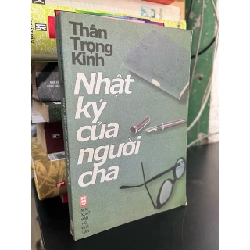 Thân
Trọng
Kinh
Nhật
ký
của
người
cha